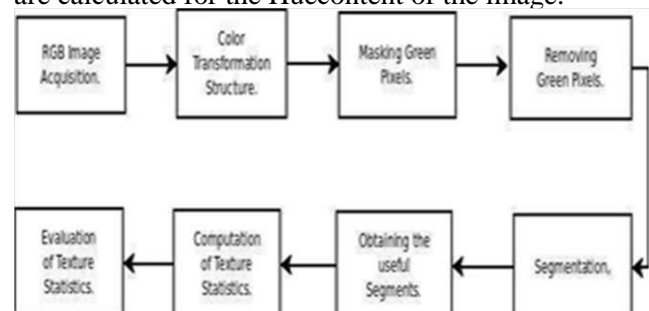 are calculated for the Huecontent of the image.
RGB Image
Acquisition.
Color
Transformation
Structure.
Masking Green
Pixels.
Removing
Green Pixels.
Segmentation,
Obtaining the
useful
Segments.
Computation
of Texture
Statistics.
Evaluation
of Texture
Statistics.